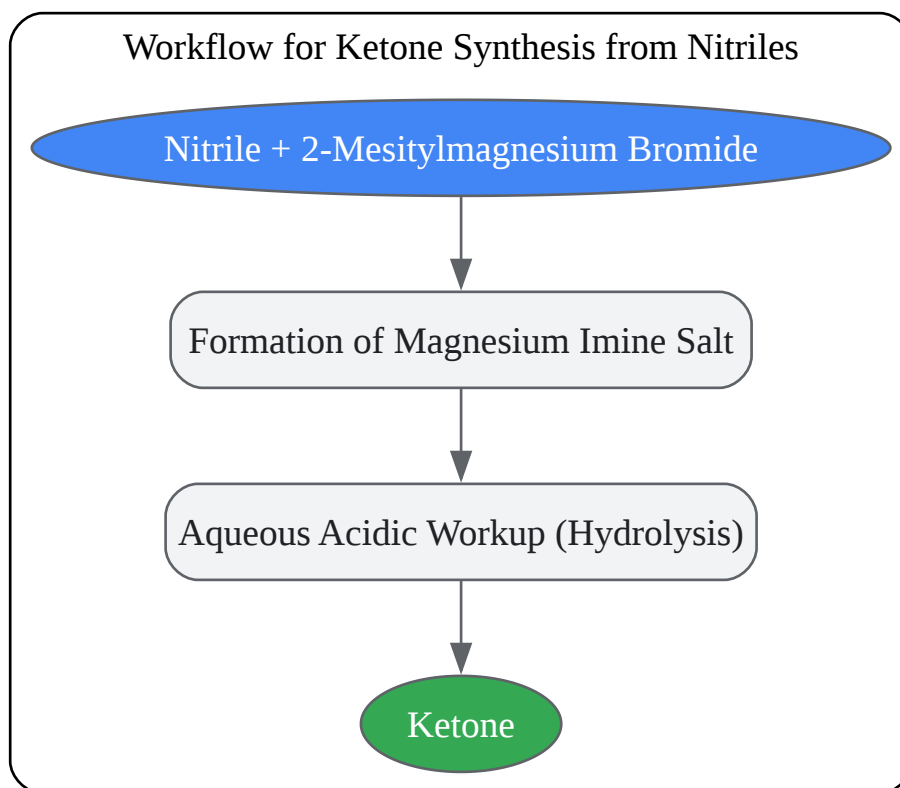 Workflow for Ketone Synthesis from Nitriles
Nitrile + 2-Mesitylmagnesium Bromide
Formation of Magnesium Imine Salt
Aqueous Acidic Workup (Hydrolysis)
Ketone